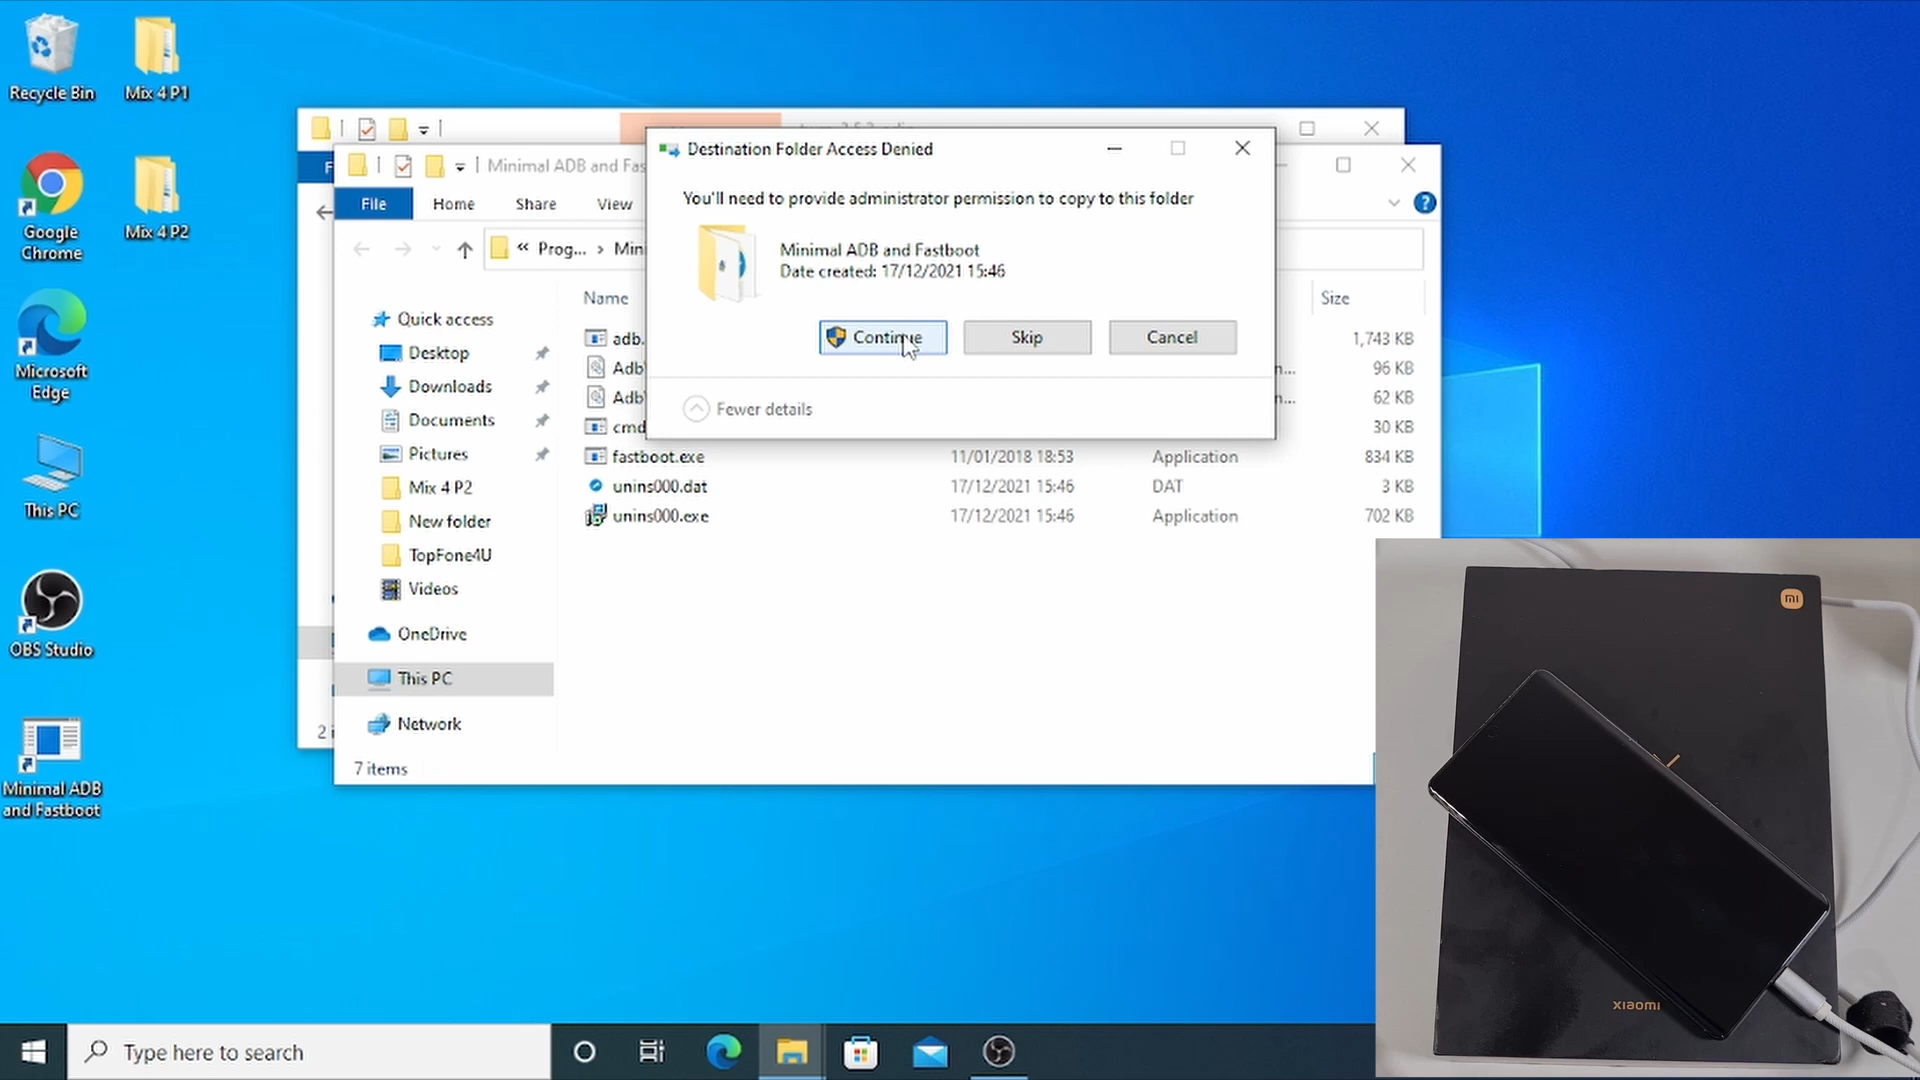 Recycle Bin
Mix 4 P1
Google
Chrome
Mix 4 P2
Microsoft
Edge
This PC
OBS Studio
Minimal ADB
and Fastboot
Minimal ADB and Fas
File
Home
Share
View
?
« Prog... › Mini
Quick access
Desktop
Downloads
Documents
Pictures
Mix 4 P2
New folder
TopFone4U
Videos
OneDrive
This PC
Network
Name
Size
adb.
1,743 KB
Adb
n...
96 KB
Adb
n...
62 KB
cmd
30 KB
fastboot.exe
11/01/2018 18:53
Application
834 KB
unins000.dat
17/12/2021 15:46
DAT
3 KB
unins000.exe
17/12/2021 15:46
Application
702 KB
7 items
Destination Folder Access Denied
You'll need to provide administrator permission to copy to this folder
Minimal ADB and Fastboot
Date created: 17/12/2021 15:46
Continue
Skip
Cancel
Fewer details
mi
xiaomi
Type here to search